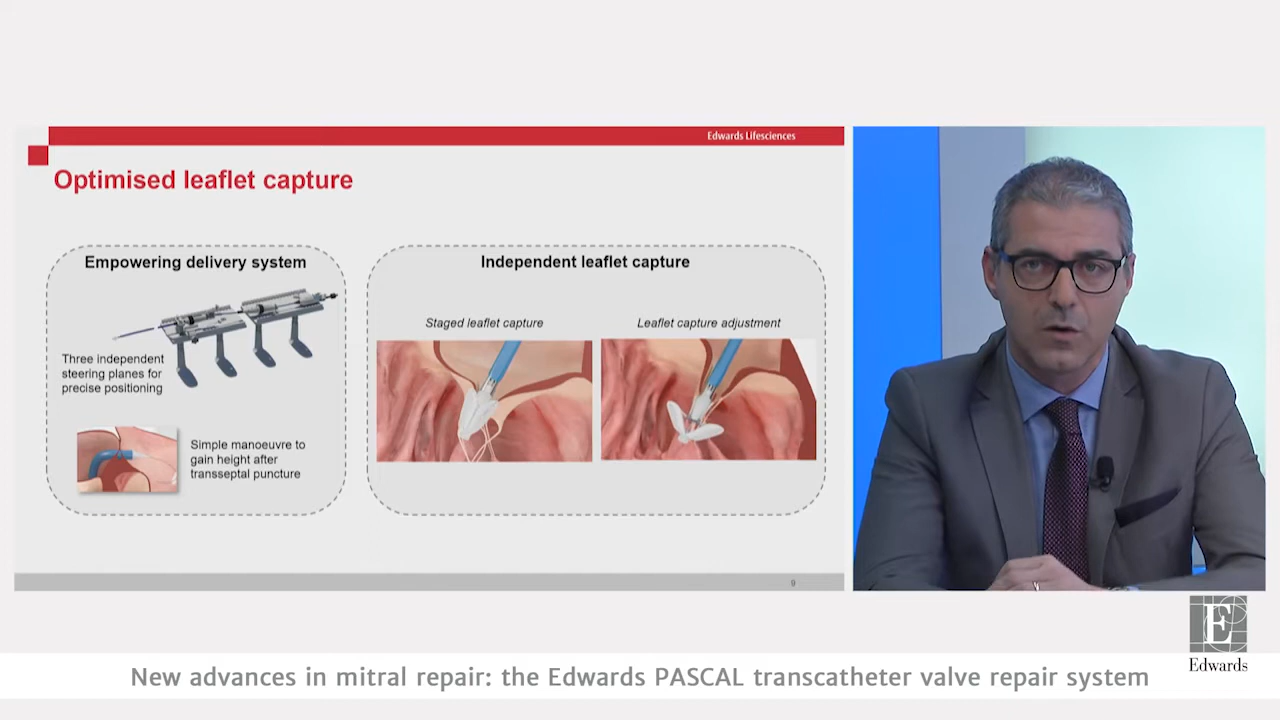 Edwards Lifesciences
Optimised leaflet capture
Empowering delivery system
Three independent
steering planes for
precise positioning
Simple manoeuvre to
gain height after
transseptal puncture
Independent leaflet capture
Staged leaflet capture
Leaflet capture adjustment
9
E
Edwards
New advances in mitral repair: the Edwards PASCAL transcatheter valve repair system